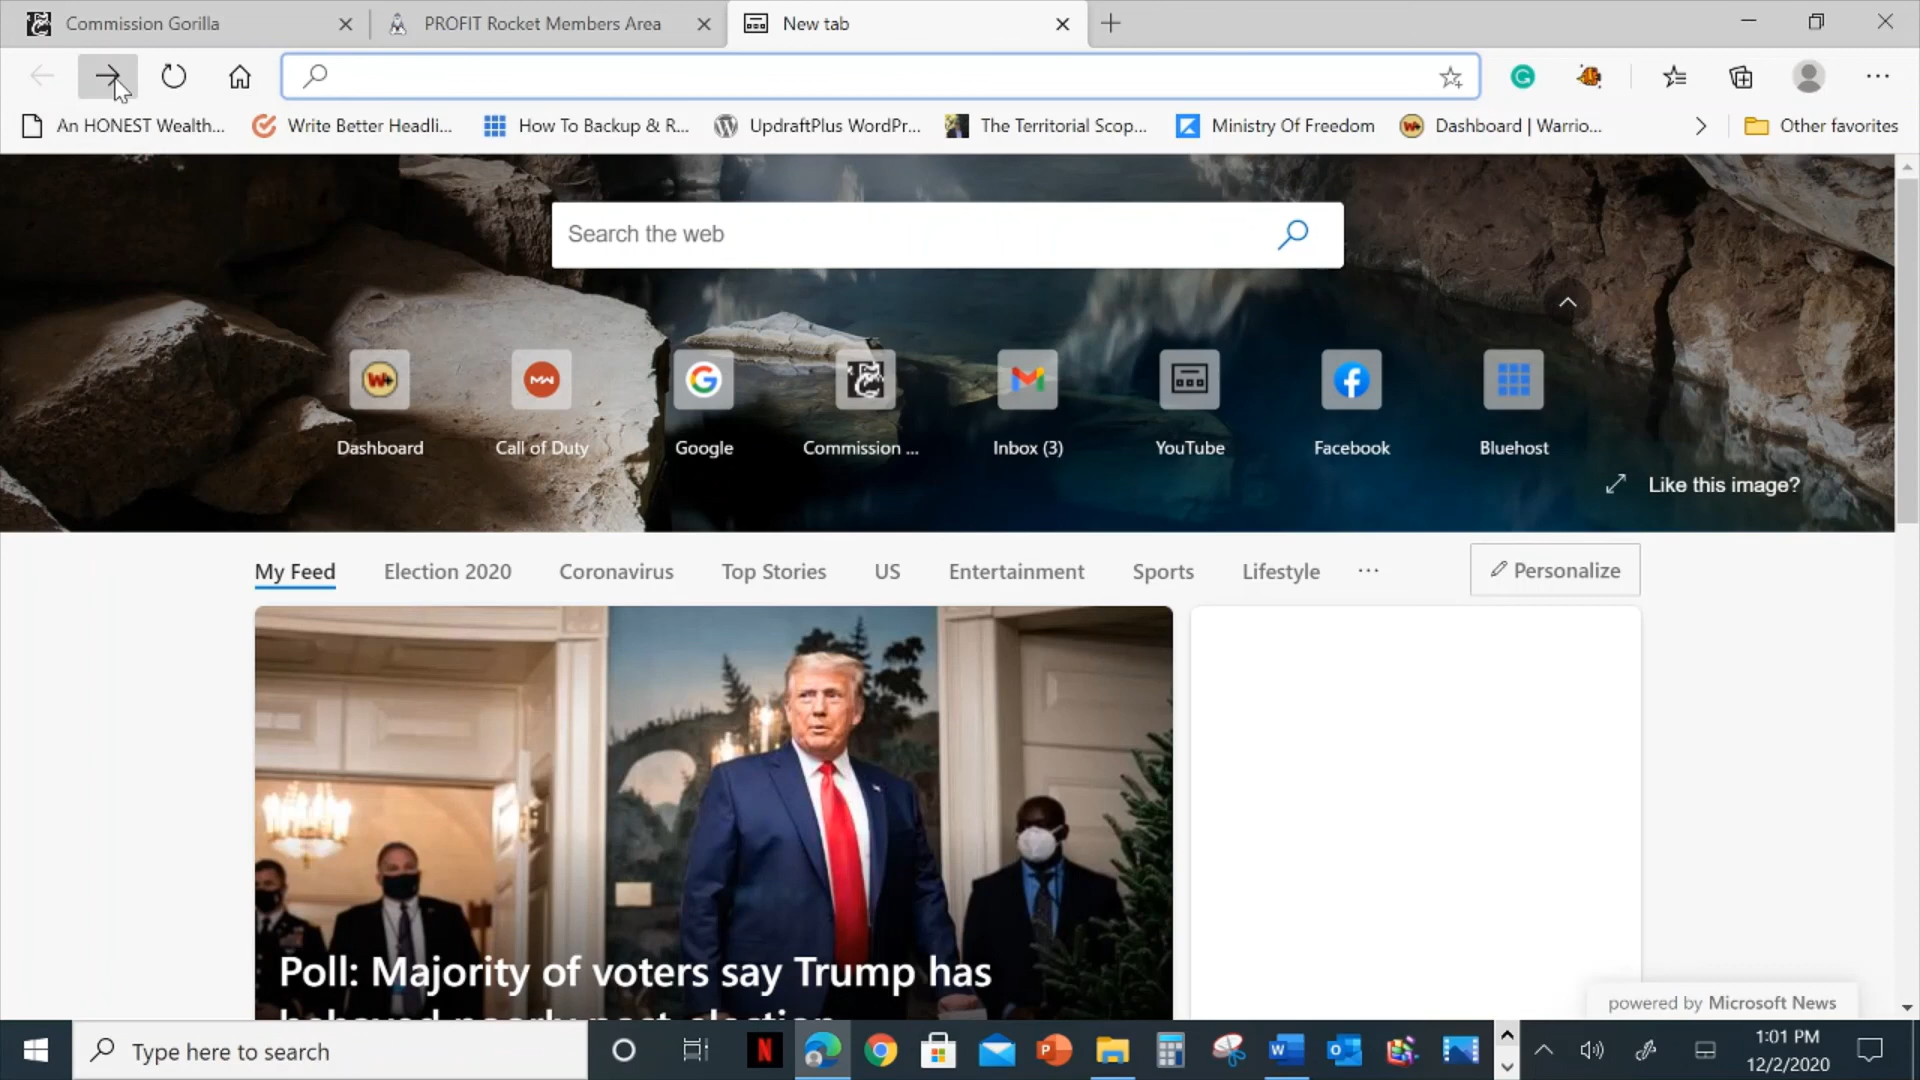 Commission Gorilla
PROFIT Rocket Members Area
New tab
An HONEST Wealth...
Write Better Headli...
How To Backup & R...
UpdraftPlus WordPr...
The Territorial Scop...
Ministry Of Freedom
Dashboard | Warrio...
Other favorites
Search the web
Dashboard
Call of Duty
Google
Commission ...
Inbox (3)
YouTube
Facebook
Bluehost
Like this image?
My Feed
Election 2020
Coronavirus
Top Stories
US
Entertainment
Sports
Lifestyle
Personalize
Poll: Majority of voters say Trump has
behaved poorly post-election
powered by Microsoft News
Type here to search
1:01 PM
12/2/2020